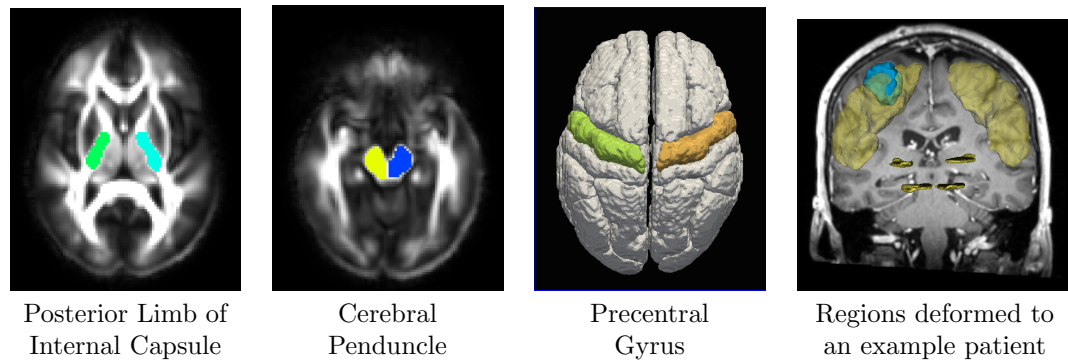 Posterior Limb of
Internal Capsule
Cerebral
Penduncle
Precentral
Gyrus
Regions deformed to
an example patient